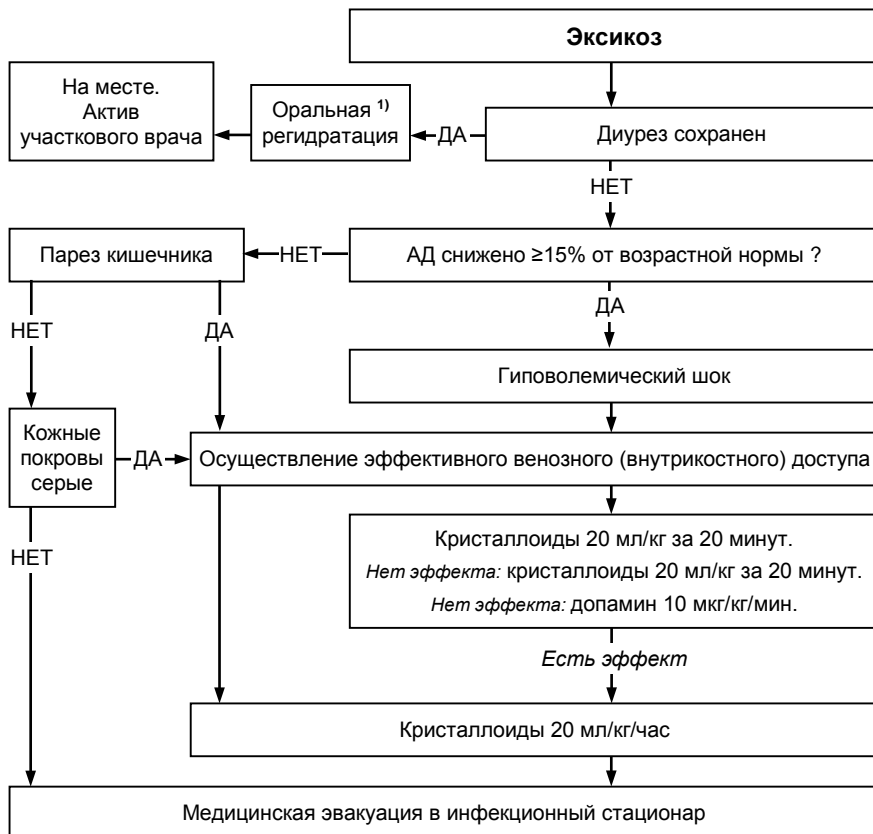 Эксикоз
На месте.
Актив
участкового врача
Оральная ¹⁾
регидратация
ДА
Диурез сохранен
НЕТ
Парез кишечника
НЕТ
АД снижено ≥15% от возрастной нормы ?
НЕТ
ДА
ДА
Гиповолемический шок
Кожные
покровы
серые
ДА
Осуществление эффективного венозного (внутрикостного) доступа
НЕТ
Кристаллоиды 20 мл/кг за 20 минут.
Нет эффекта: кристаллоиды 20 мл/кг за 20 минут.
Нет эффекта: допамин 10 мкг/кг/мин.
Есть эффект
Кристаллоиды 20 мл/кг/час
Медицинская эвакуация в инфекционный стационар